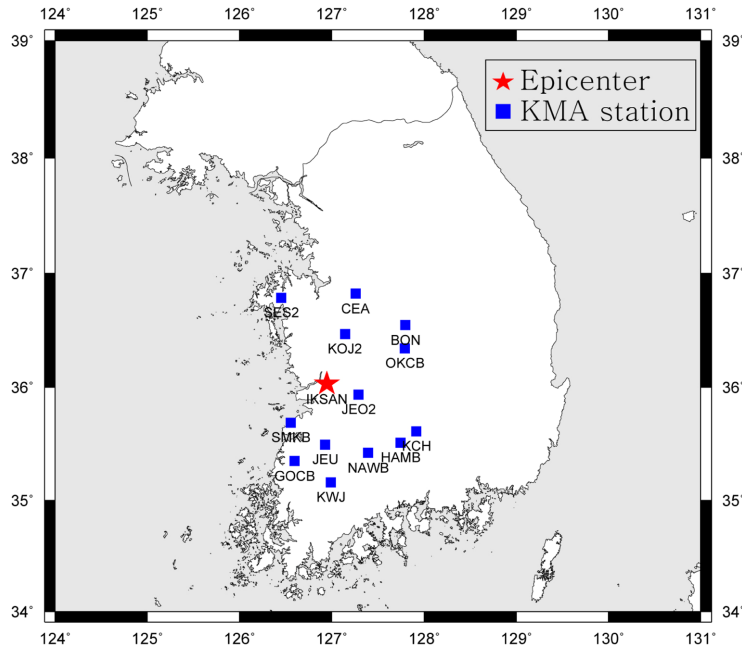 124° 125° 126° 127° 128° 129° 130° 131°
39° 39°
Epicenter
KMA station
38° 38°
37° 37°
SES2
CEA
KOJ2
BON
OKCB
36° 36°
IKSAN
JEO2
SMKB
KCH
JEU
HAMB
NAWB
GOCB
35° 35°
KWJ
34° 34°
124° 125° 126° 127° 128° 129° 130° 131°